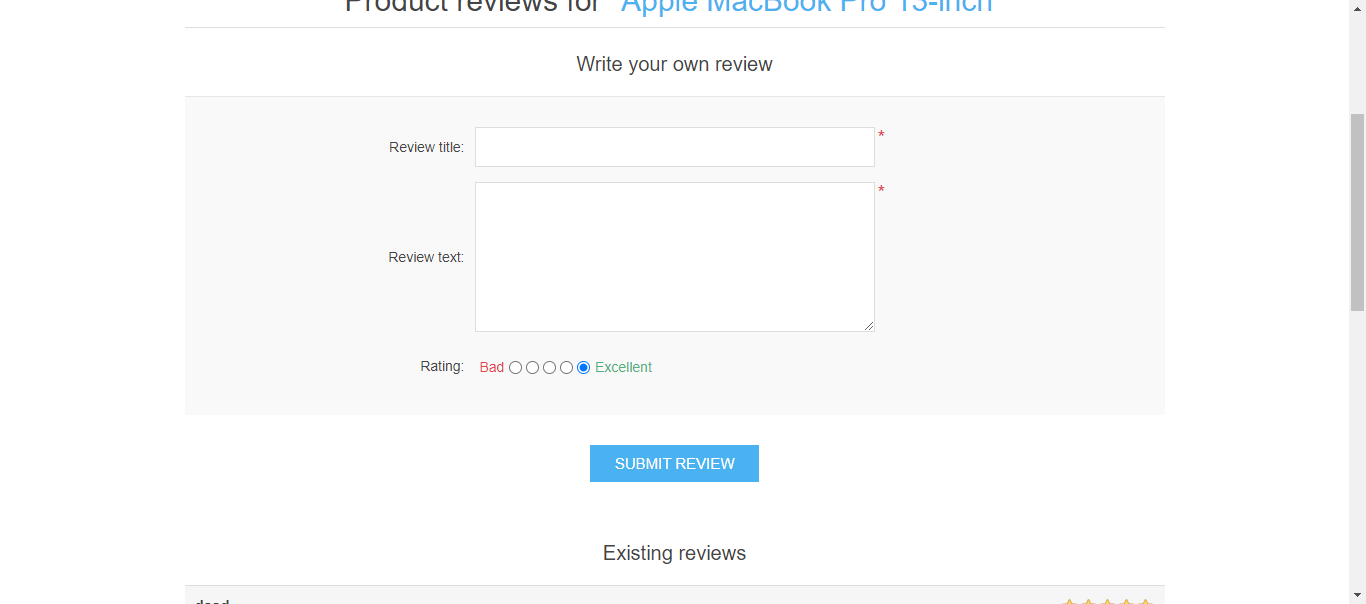 Product reviews for Apple MacBook Pro 13-inch
Write your own review
Review title:
*
*
Review text:
Rating: Bad Excellent
SUBMIT REVIEW
Existing reviews